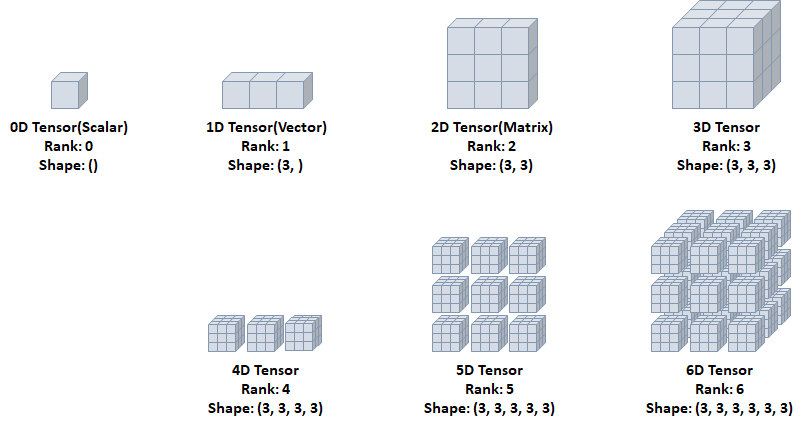 0D Tensor(Scalar)
Rank: 0
Shape: ()
1D Tensor(Vector)
Rank: 1
Shape: (3, )
2D Tensor(Matrix)
Rank: 2
Shape: (3, 3)
3D Tensor
Rank: 3
Shape: (3, 3, 3)
4D Tensor
Rank: 4
Shape: (3, 3, 3, 3)
5D Tensor
Rank: 5
Shape: (3, 3, 3, 3, 3)
6D Tensor
Rank: 6
Shape: (3, 3, 3, 3, 3, 3)